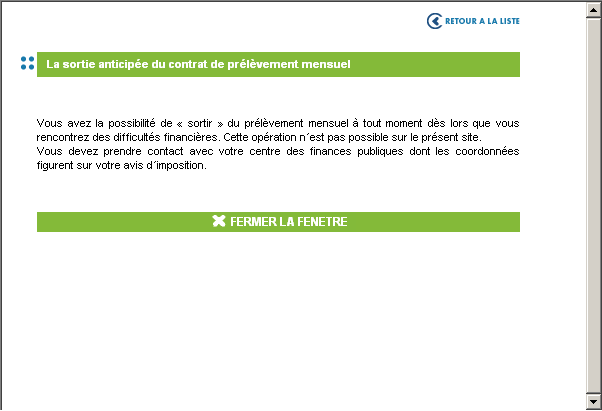 RETOUR A LA LISTE
La sortie anticipée du contrat de prélèvement mensuel
Vous avez la possibilité de « sortir » du prélèvement mensuel à tout moment dès lors que vous
rencontrez des difficultés financières. Cette opération n´est pas possible sur le présent site.
Vous devez prendre contact avec votre centre des finances publiques dont les coordonnées
figurent sur votre avis d´imposition.
FERMER LA FENETRE